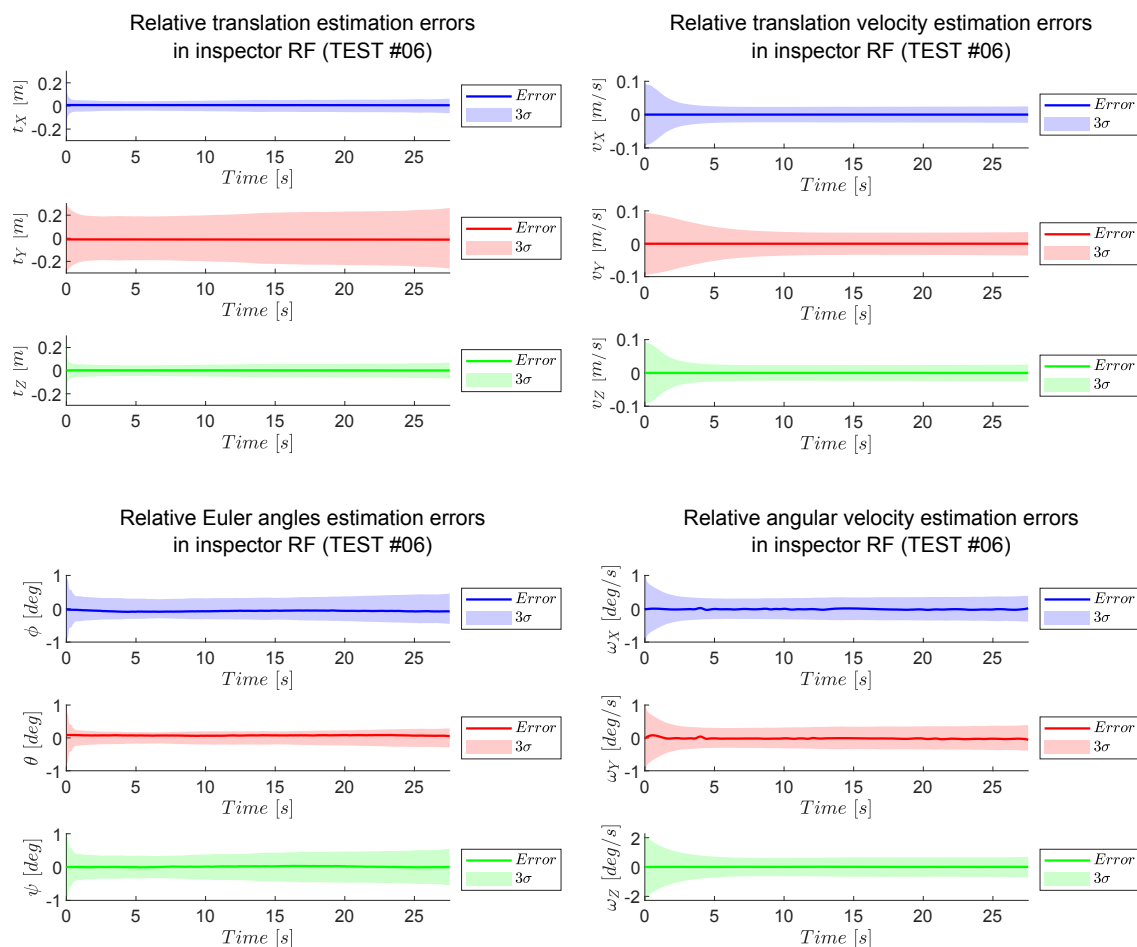 Relative translation estimation errors
in inspector RF (TEST #06)
0.2
0
-0.2
t_X [m]
0 5 10 15 20 25
Time [s]
Error
3σ
0.2
0
-0.2
t_Y [m]
0 5 10 15 20 25
Time [s]
Error
3σ
0.2
0
-0.2
t_Z [m]
0 5 10 15 20 25
Time [s]
Error
3σ
Relative translation velocity estimation errors
in inspector RF (TEST #06)
0.1
0
-0.1
v_X [m/s]
0 5 10 15 20 25
Time [s]
Error
3σ
0.1
0
-0.1
v_Y [m/s]
0 5 10 15 20 25
Time [s]
Error
3σ
0.1
0
-0.1
v_Z [m/s]
0 5 10 15 20 25
Time [s]
Error
3σ
Relative Euler angles estimation errors
in inspector RF (TEST #06)
1
0
-1
ϕ [deg]
0 5 10 15 20 25
Time [s]
Error
3σ
1
0
-1
θ [deg]
0 5 10 15 20 25
Time [s]
Error
3σ
1
0
-1
ψ [deg]
0 5 10 15 20 25
Time [s]
Error
3σ
Relative angular velocity estimation errors
in inspector RF (TEST #06)
1
0
-1
ω_X [deg/s]
0 5 10 15 20 25
Time [s]
Error
3σ
1
0
-1
ω_Y [deg/s]
0 5 10 15 20 25
Time [s]
Error
3σ
2
0
-2
ω_Z [deg/s]
0 5 10 15 20 25
Time [s]
Error
3σ